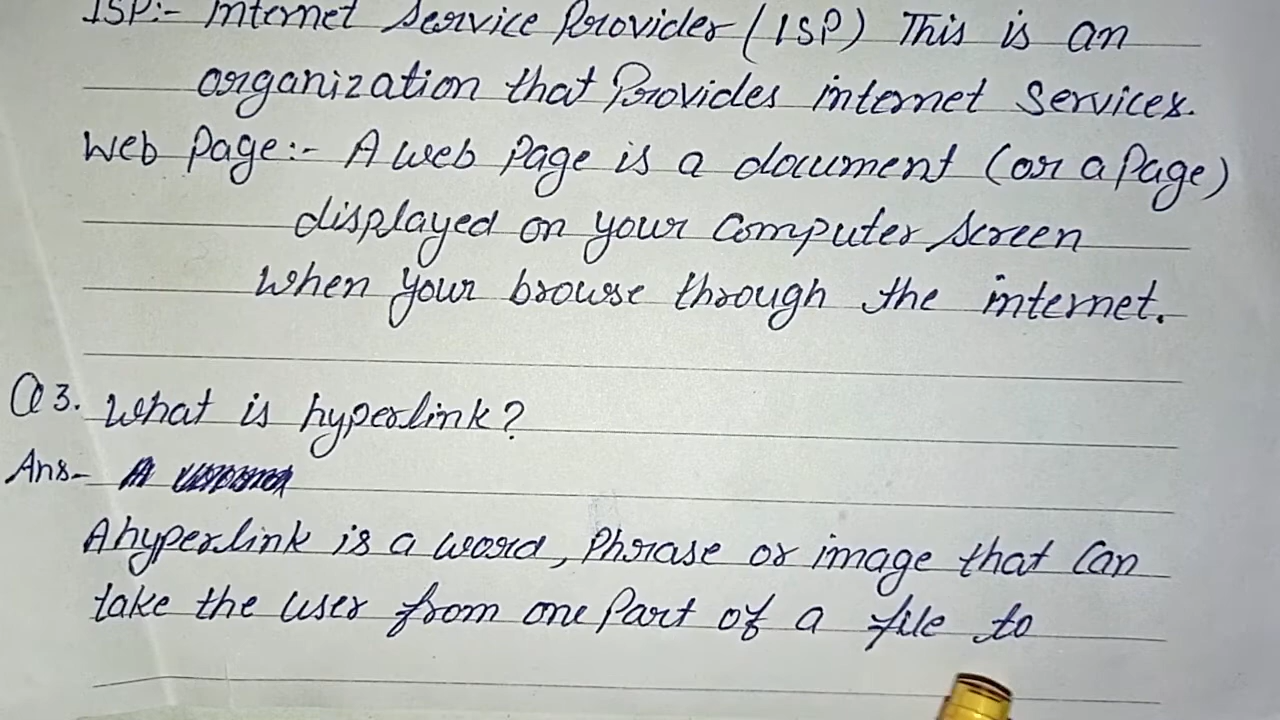 ISP:- Internet Service Provider (ISP) This is an
organization that Provides internet Services.
Web Page:- A web Page is a document (or a Page)
displayed on your Computer Screen
When your browse through the internet.
Q 3. What is hyperlink?
Ans-
A hyperlink is a word, Phrase or image that Can
take the user from one Part of a file to